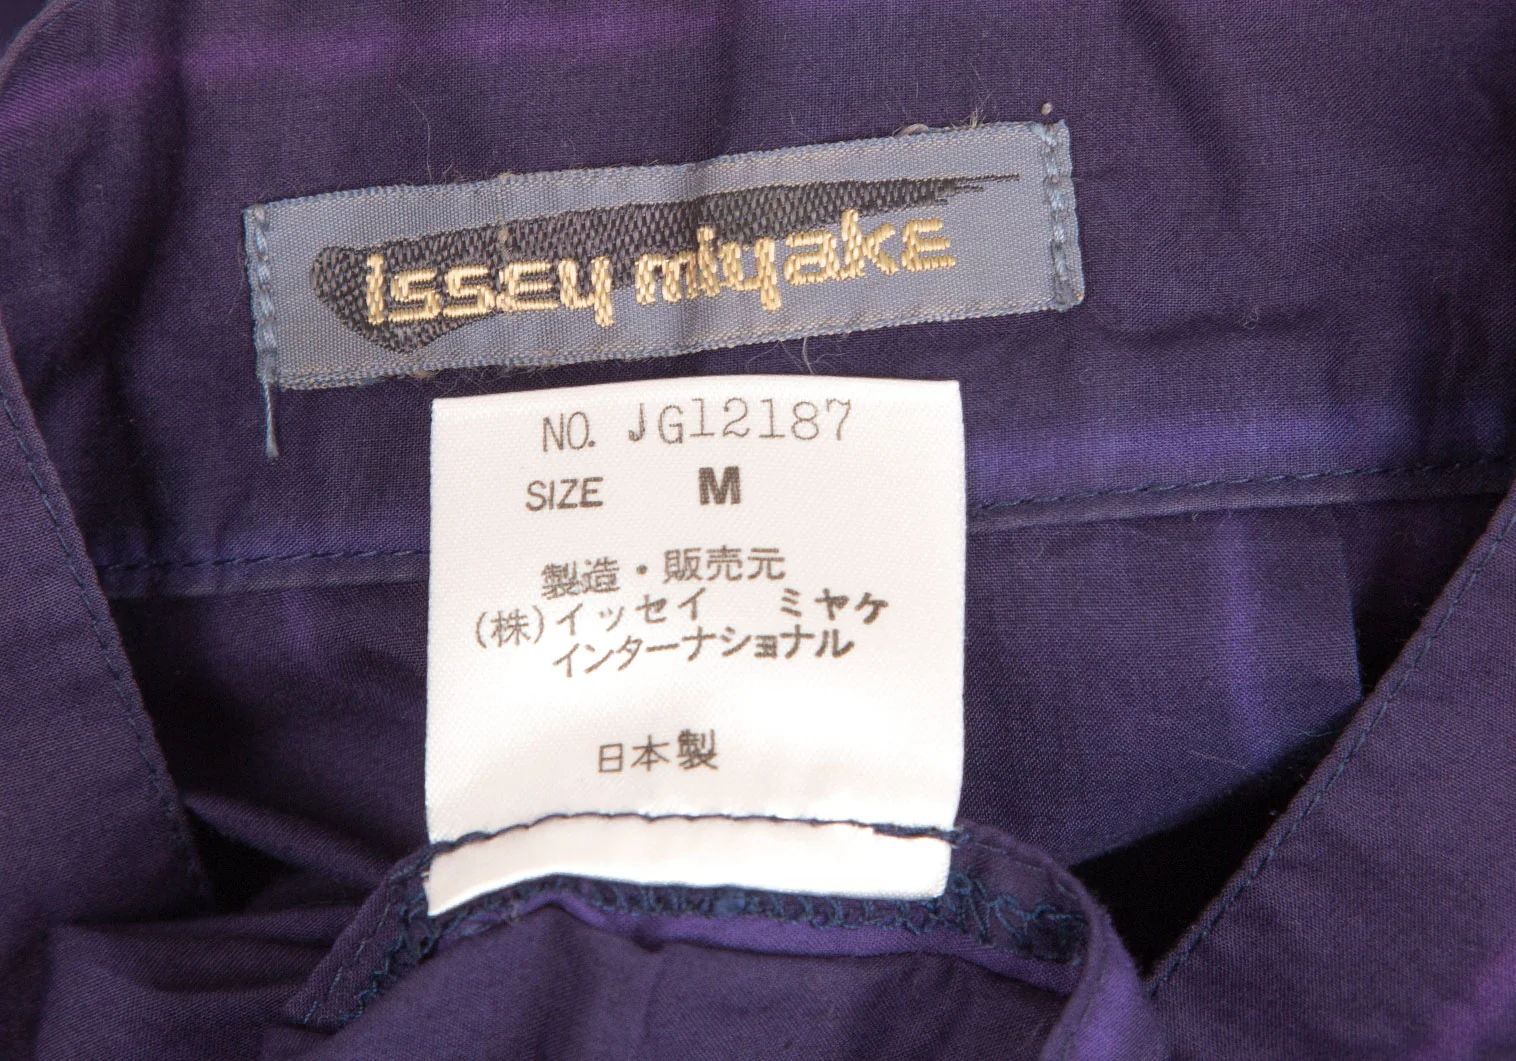 ISSEY MIYAKE
NO. JG12187
SIZE M
製造・販売元
(株)イッセイ ミヤケ
インターナショナル
日本製